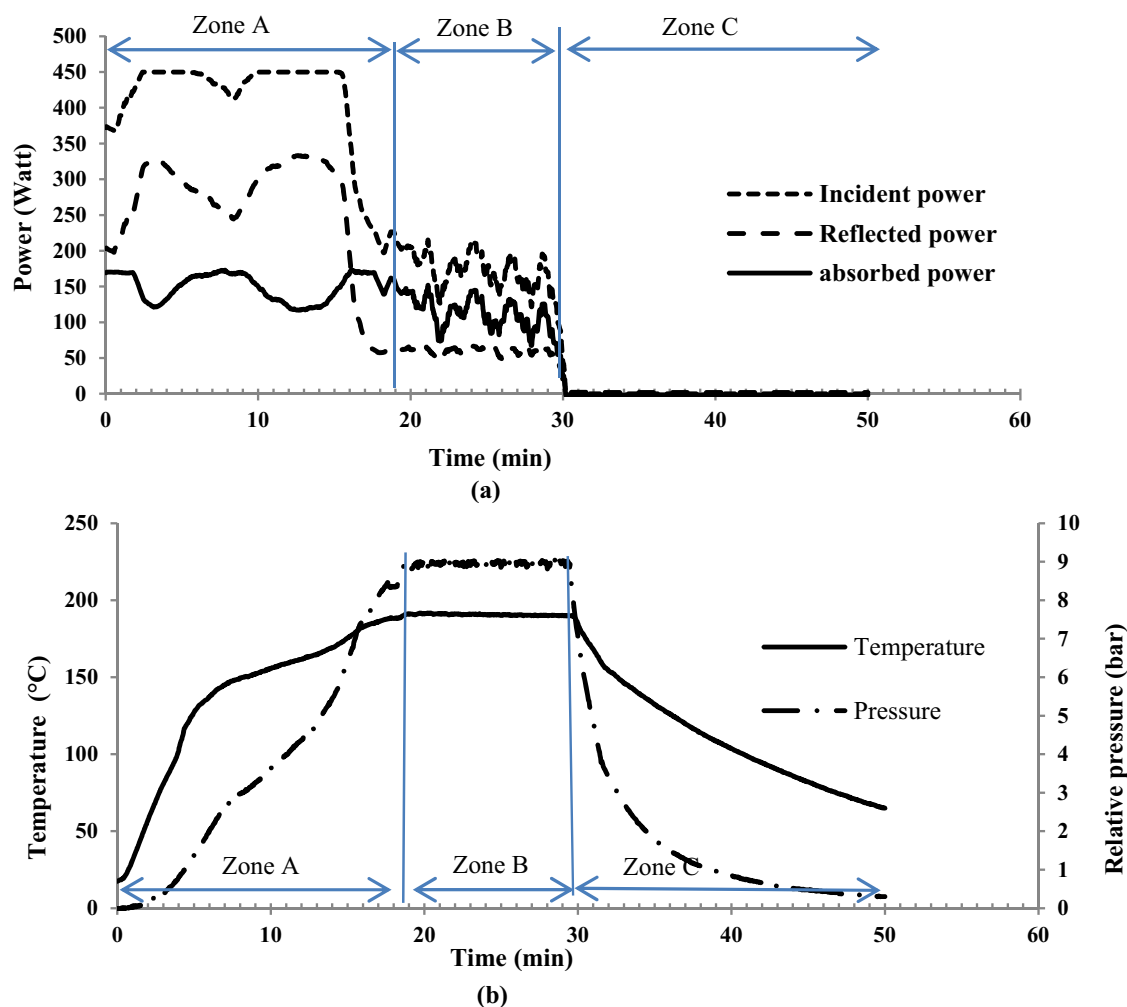 Zone A
Zone B
Zone C
500
450
400
350
300
250
200
150
100
50
0
Power (Watt)
Incident power
Reflected power
absorbed power
0 10 20 30 40 50 60
Time (min)
(a)
250
200
150
100
50
0
Temperature (°C)
10
9
8
7
6
5
4
3
2
1
0
Relative pressure (bar)
Temperature
Pressure
Zone A
Zone B
Zone C
0 10 20 30 40 50 60
Time (min)
(b)